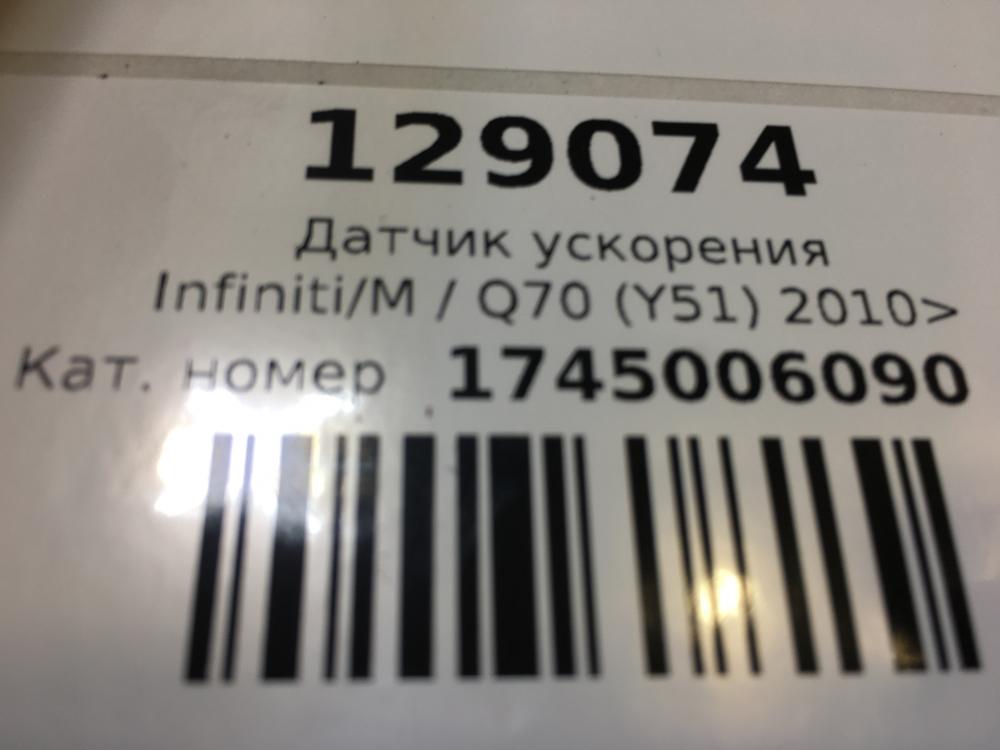 129074
Датчик ускорения
Infiniti/M / Q70 (Y51) 2010>
Кат. номер 1745006090